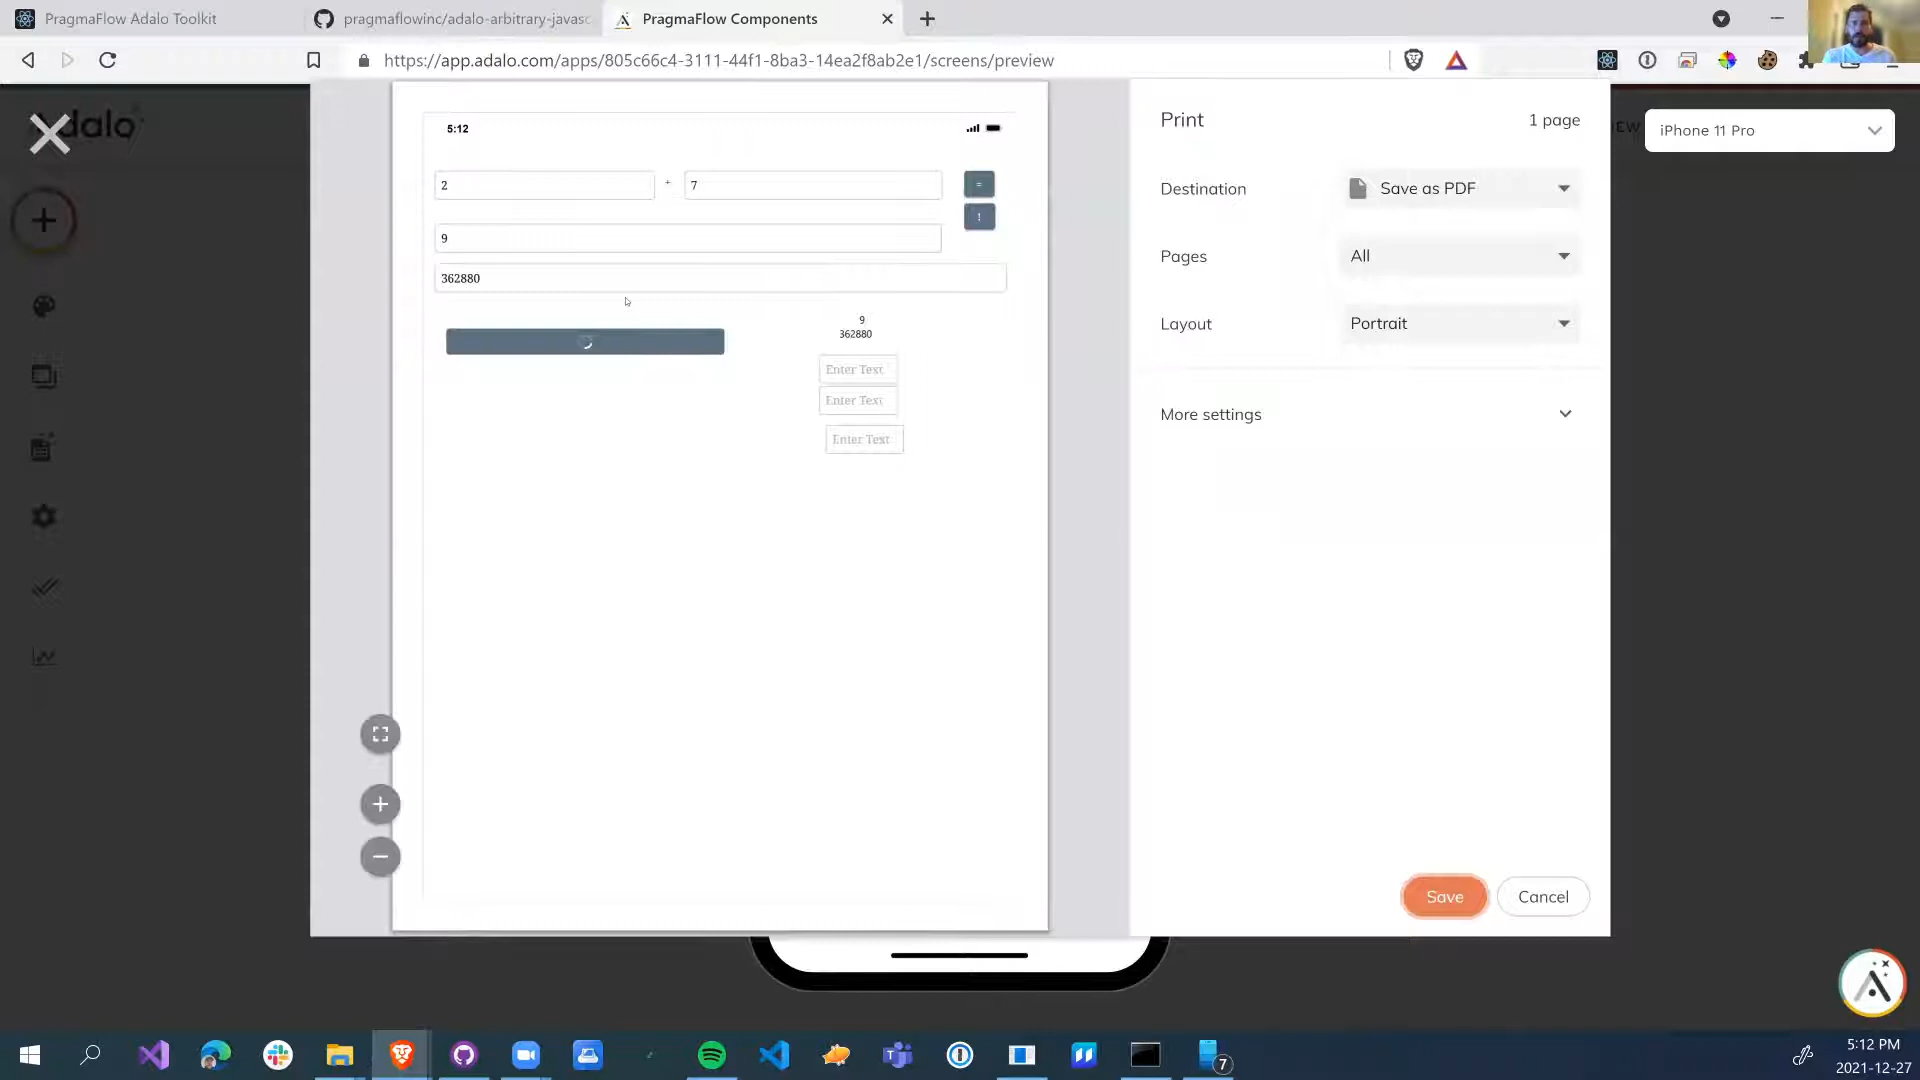 PragmaFlow Adalo Toolkit
pragmaflowinc/adalo-arbitrary-javasc
PragmaFlow Components
https://app.adalo.com/apps/805c66c4-3111-44f1-8ba3-14ea2f8ab2e1/screens/preview
5:12
2
+
7
=
!
9
362880
9
362880
Enter Text
Enter Text
Enter Text
Print
1 page
Destination
Save as PDF
Pages
All
Layout
Portrait
More settings
Save
Cancel
adalo
iPhone 11 Pro
7
5:12 PM
2021-12-27